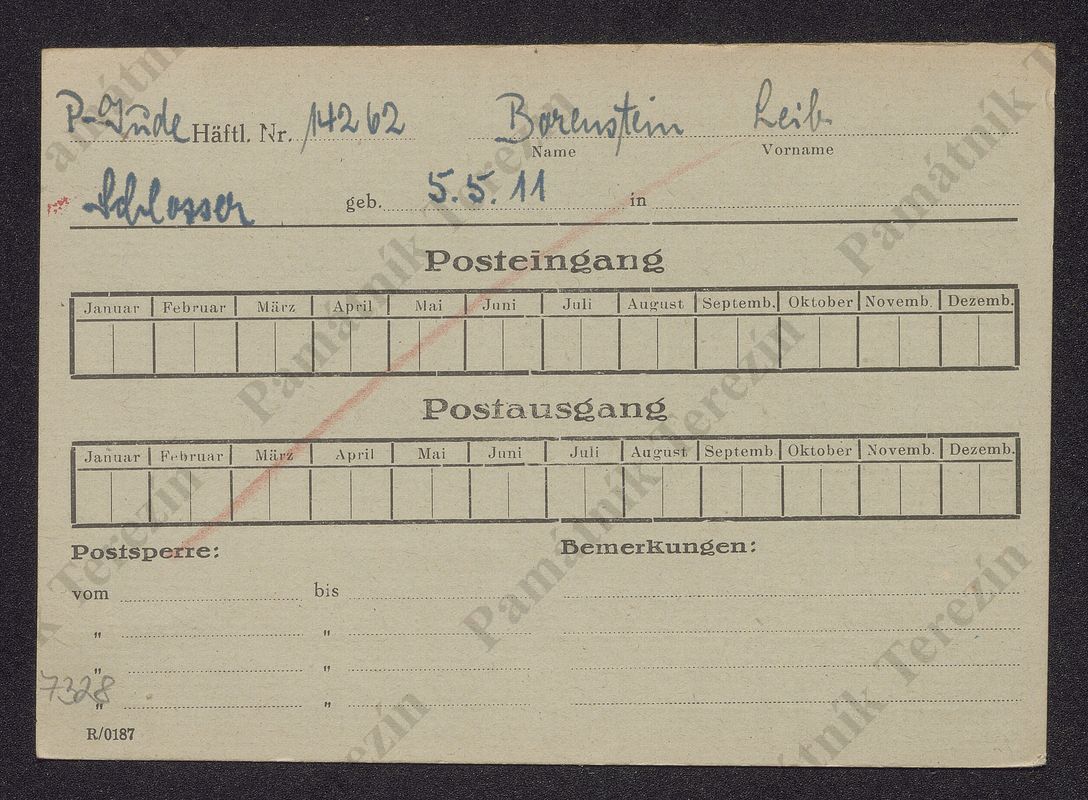 P-Jude Häftl. Nr. 14262 Borenstein Leib
Name Vorname
Schlosser geb. 5.5.11 in
Posteingang
Januar Februar März April Mai Juni Juli August Septemb. Oktober Novemb. Dezemb.
Postausgang
Januar Februar März April Mai Juni Juli August Septemb Oktober Novemb. Dezemb.
Postsperre: Bemerkungen:
vom bis
" "
" "
" "
7328
R/0187
Památník Terezín